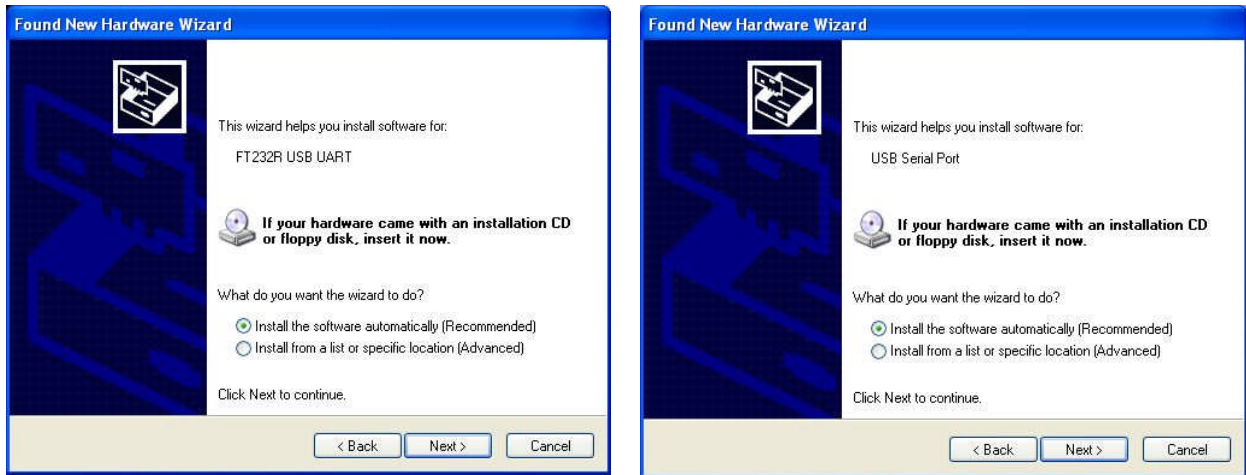 Found New Hardware Wizard
This wizard helps you install software for:
FT232R USB UART
If your hardware came with an installation CD
or floppy disk, insert it now.
What do you want the wizard to do?
Install the software automatically (Recommended)
Install from a list or specific location (Advanced)
Click Next to continue.
< Back
Next >
Cancel
Found New Hardware Wizard
This wizard helps you install software for:
USB Serial Port
If your hardware came with an installation CD
or floppy disk, insert it now.
What do you want the wizard to do?
Install the software automatically (Recommended)
Install from a list or specific location (Advanced)
Click Next to continue.
< Back
Next >
Cancel